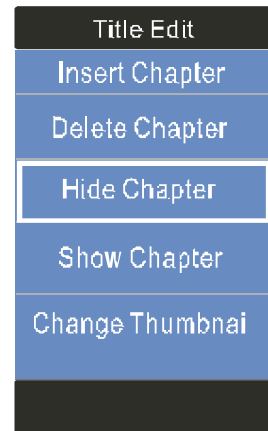 Title Edit
Insert Chapter
Delete Chapter
Hide Chapter
Show Chapter
Change Thumbnai